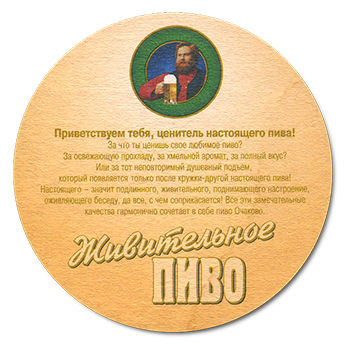 Приветствуем тебя, ценитель настоящего пива!
За что ты ценишь свое любимое пиво?
За освежающую прохладу, за хмельной аромат, за полный вкус?
Или за тот неповторимый душевный подъем,
который появляется только после кружки-другой настоящего пива!
Настоящего – значит подлинного, живительного, поднимающего настроение,
оживляющего беседу, да все, с чем соприкасается! Все эти замечательные
качества гармонично сочетает в себе пиво Очаково.
Живительное
ПИВО